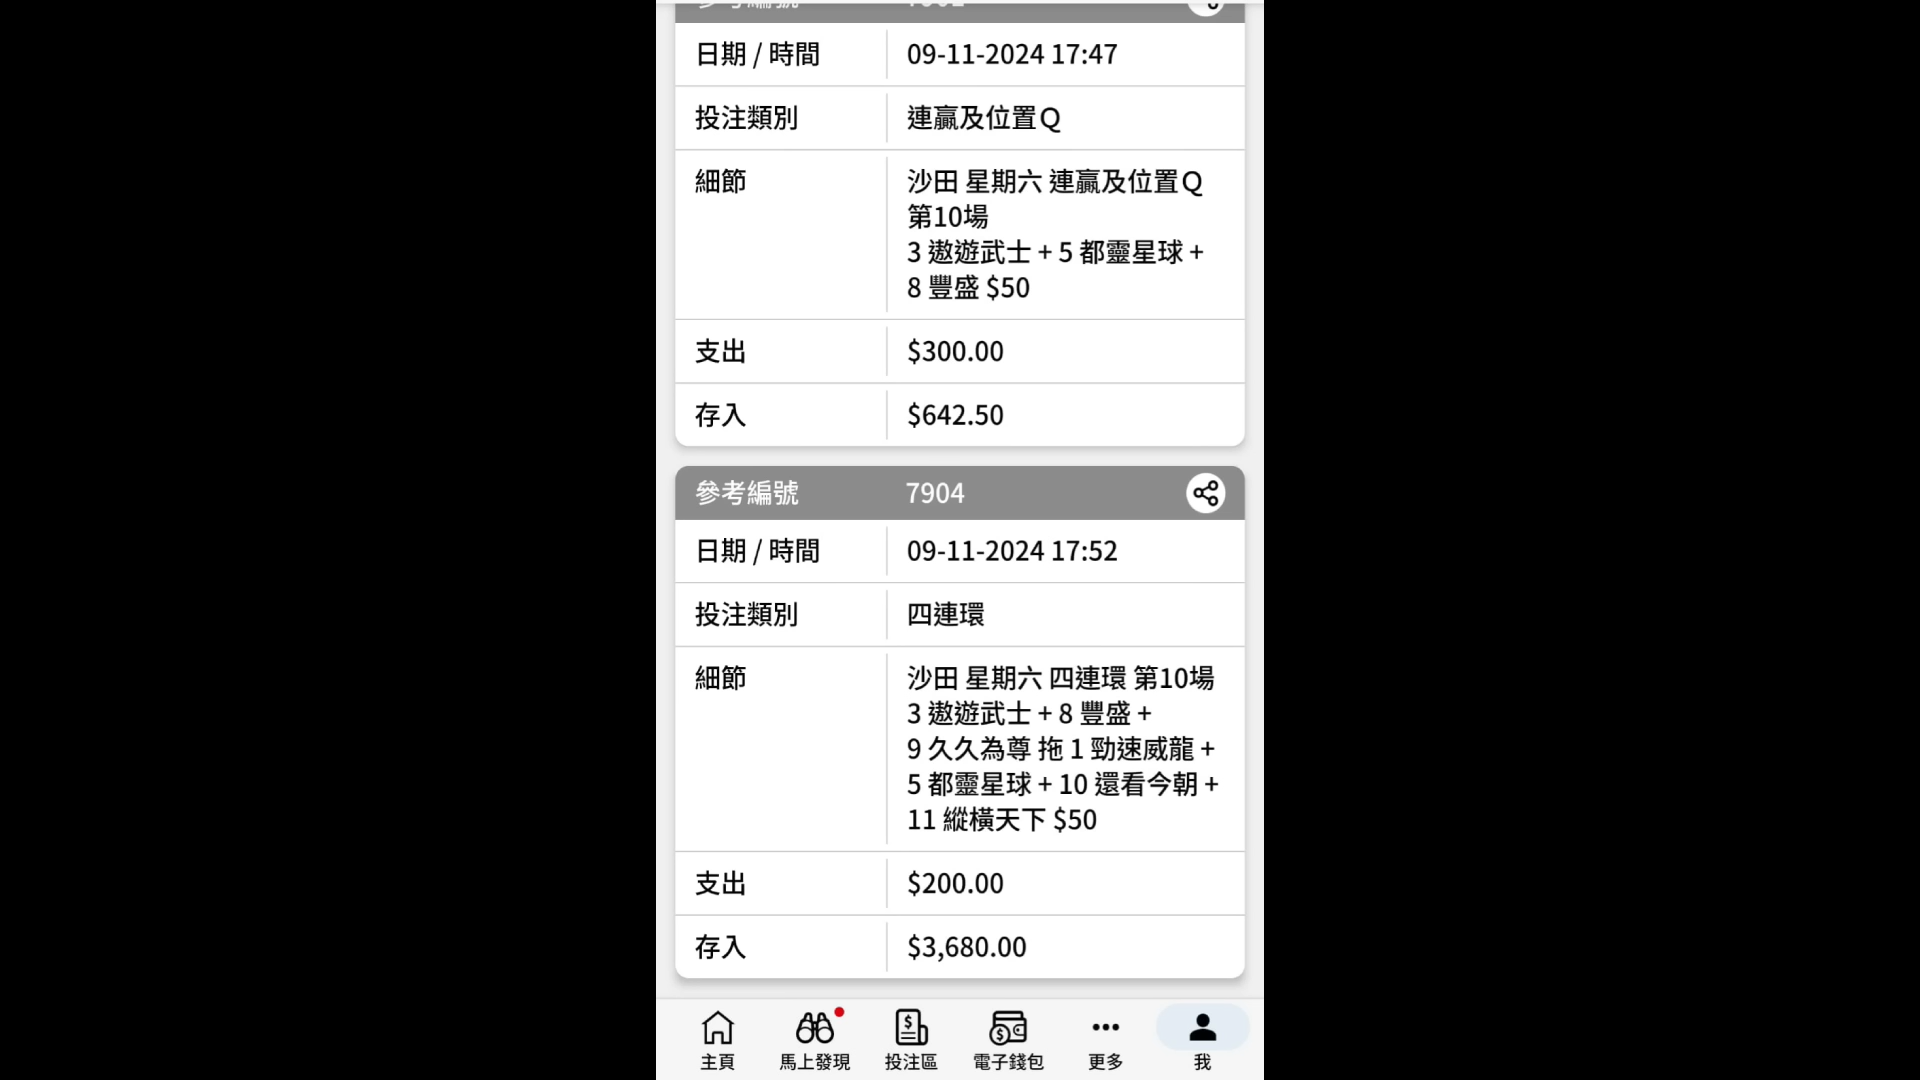 日期 / 時間 09-11-2024 17:47
投注類別 連贏及位置Q
細節 沙田 星期六 連贏及位置Q
第10場
3 遨遊武士 + 5 都靈星球 +
8 豐盛 $50
支出 $300.00
存入 $642.50
參考編號 7904
日期 / 時間 09-11-2024 17:52
投注類別 四連環
細節 沙田 星期六 四連環 第10場
3 遨遊武士 + 8 豐盛 +
9 久久為尊 拖 1 勁速威龍 +
5 都靈星球 + 10 還看今朝 +
11 縱橫天下 $50
支出 $200.00
存入 $3,680.00
主頁 馬上發現 投注區 電子錢包 更多 我